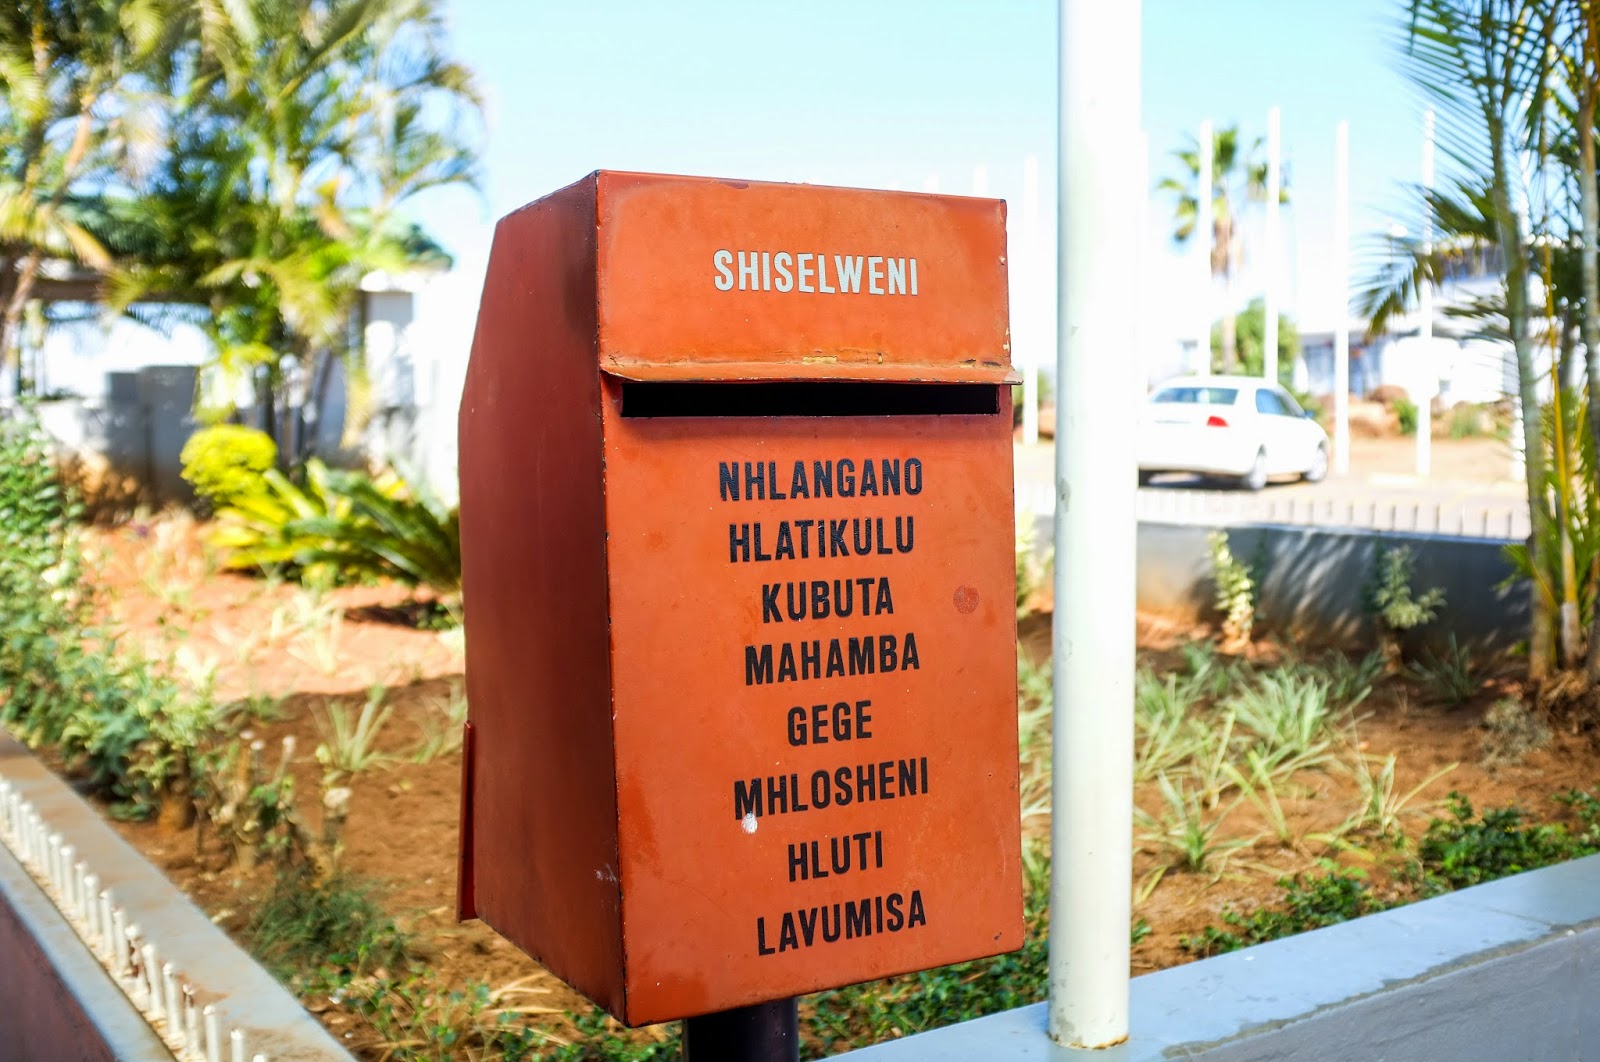 SHISELWENI
NHLANGANO
HLATIKULU
KUBUTA
MAHAMBA
GEGE
MHLOSHENI
HLUTI
LAVUMISA